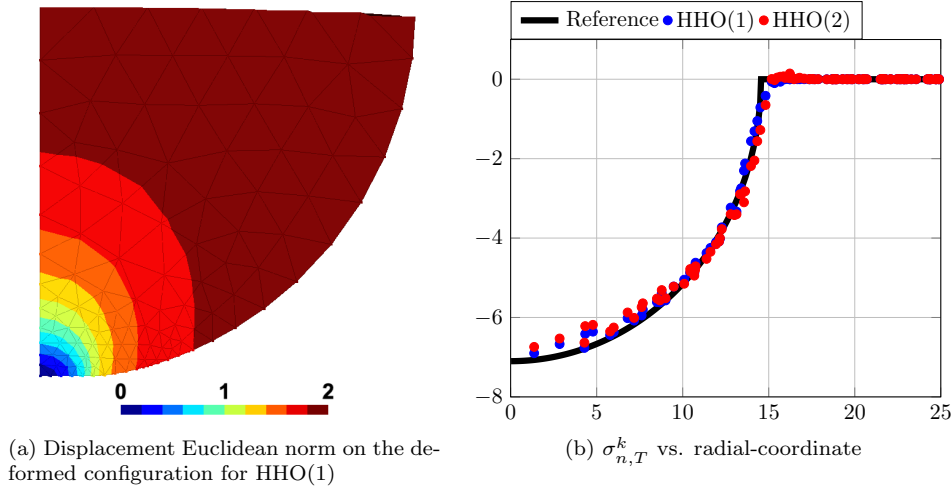 Reference HHO(1) HHO(2)
0
−2
−4
−6
−8
0 5 10 15 20 25
0 1 2
(a) Displacement Euclidean norm on the de-
formed configuration for HHO(1)
(b) σ^k_{n,T} vs. radial-coordinate